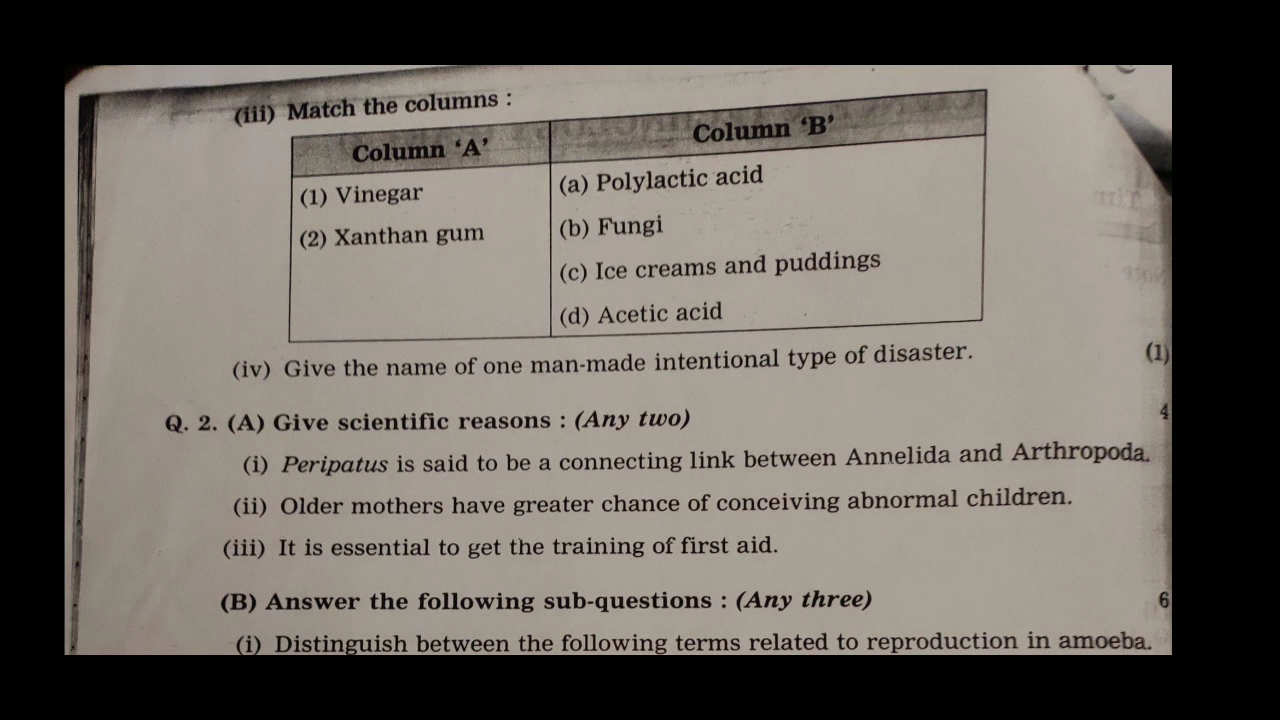 (iii) Match the columns :
Column ‘A’ Column ‘B’
(1) Vinegar (a) Polylactic acid
(2) Xanthan gum (b) Fungi
(c) Ice creams and puddings
(d) Acetic acid
(iv) Give the name of one man-made intentional type of disaster. (1)
Q. 2. (A) Give scientific reasons : (Any two) 4
(i) Peripatus is said to be a connecting link between Annelida and Arthropoda.
(ii) Older mothers have greater chance of conceiving abnormal children.
(iii) It is essential to get the training of first aid.
(B) Answer the following sub-questions : (Any three) 6
(i) Distinguish between the following terms related to reproduction in amoeba.